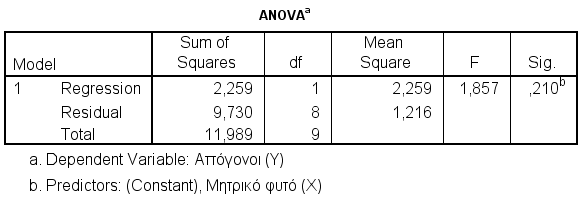 ANOVAa
Model Sum of Squares df Mean Square F Sig.
1 Regression 2,259 1 2,259 1,857 ,210b
Residual 9,730 8 1,216
Total 11,989 9
a. Dependent Variable: Απτόγονοι (Y)
b. Predictors: (Constant), Μητρικό φυτό (X)